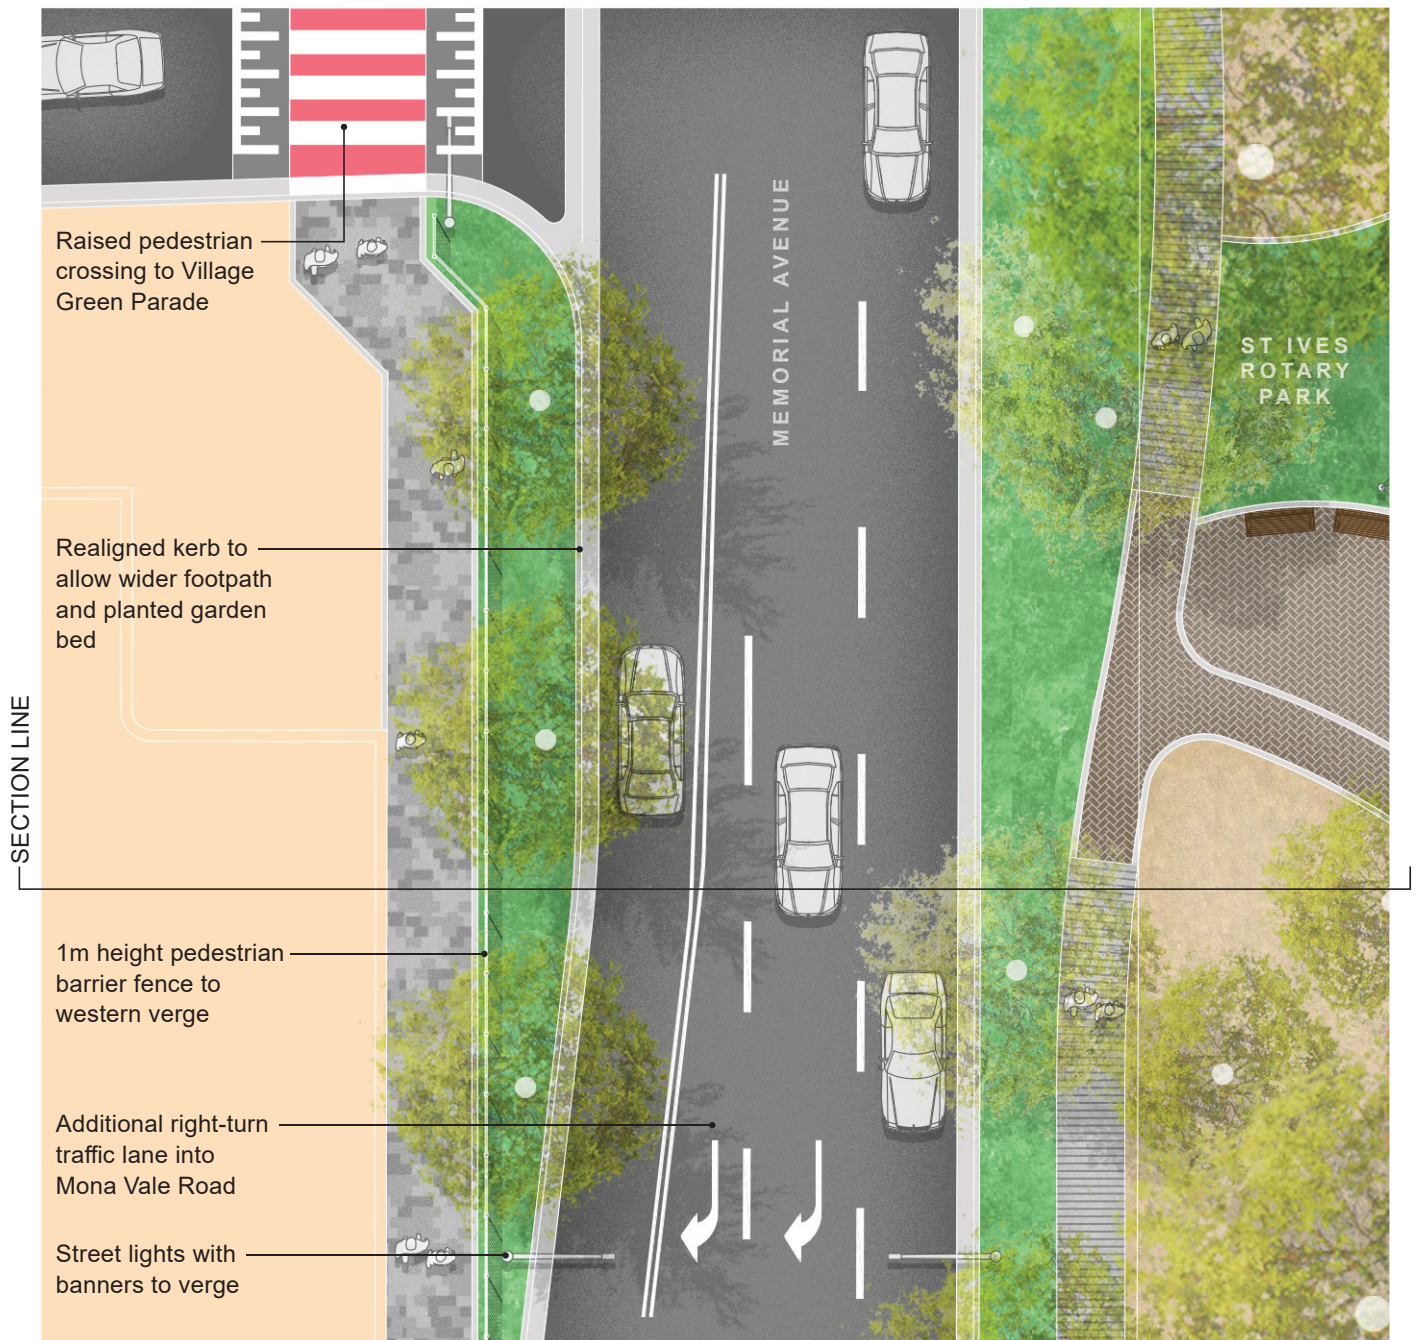 Raised pedestrian
crossing to Village
Green Parade
MEMORIAL AVENUE
ST IVES
ROTARY
PARK
Realigned kerb to
allow wider footpath
and planted garden
bed
SECTION LINE
1m height pedestrian
barrier fence to
western verge
Additional right-turn
traffic lane into
Mona Vale Road
Street lights with
banners to verge